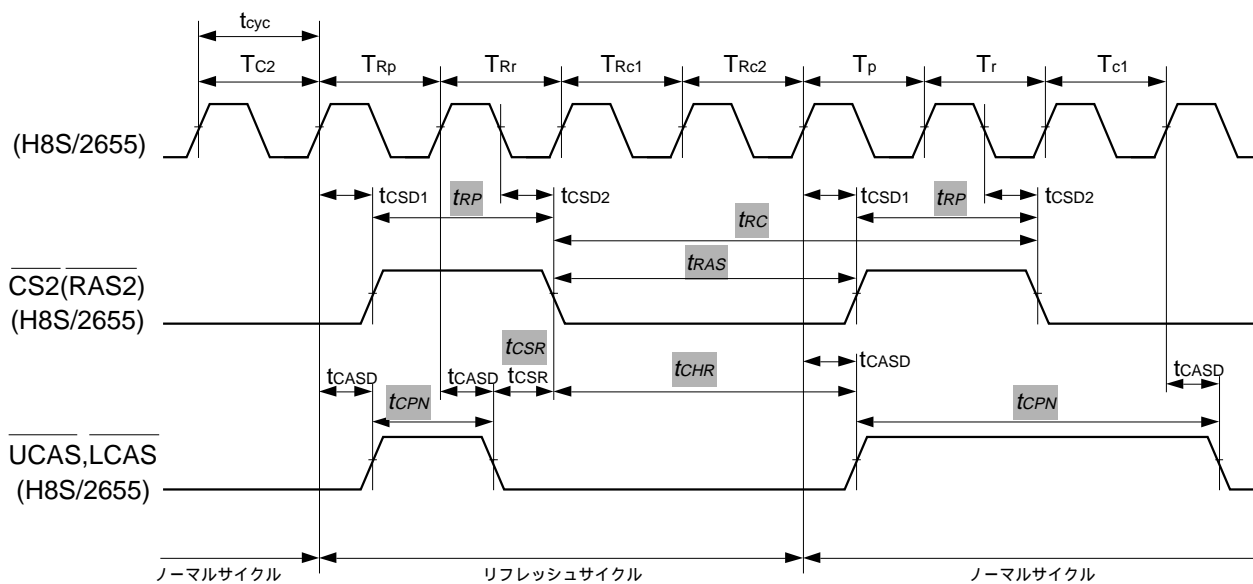 tcyc
TC2 TRp TRr TRc1 TRc2 Tp Tr Tc1
(H8S/2655)
tCSD1 tRP tCSD2 tCSD1 tRP tCSD2
tRC
tRAS
CS2(RAS2)
(H8S/2655)
tCSR
tCASD tCASD tCSR tCHR tCASD tCASD
tCPN tCPN
UCAS,LCAS
(H8S/2655)
ノーマルサイクル リフレッシュサイクル ノーマルサイクル